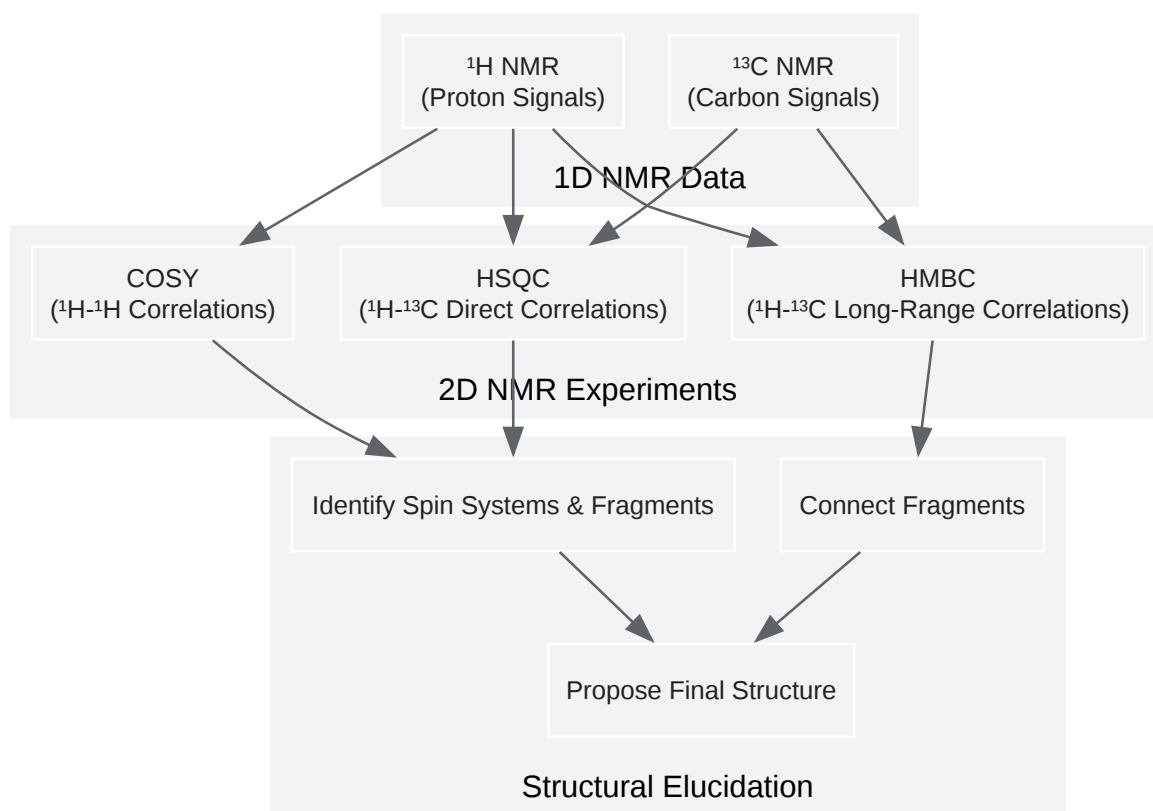 ¹H NMR
(Proton Signals)
¹³C NMR
(Carbon Signals)
1D NMR Data
COSY
(¹H-¹H Correlations)
HSQC
(¹H-¹³C Direct Correlations)
HMBC
(¹H-¹³C Long-Range Correlations)
2D NMR Experiments
Identify Spin Systems & Fragments
Connect Fragments
Propose Final Structure
Structural Elucidation